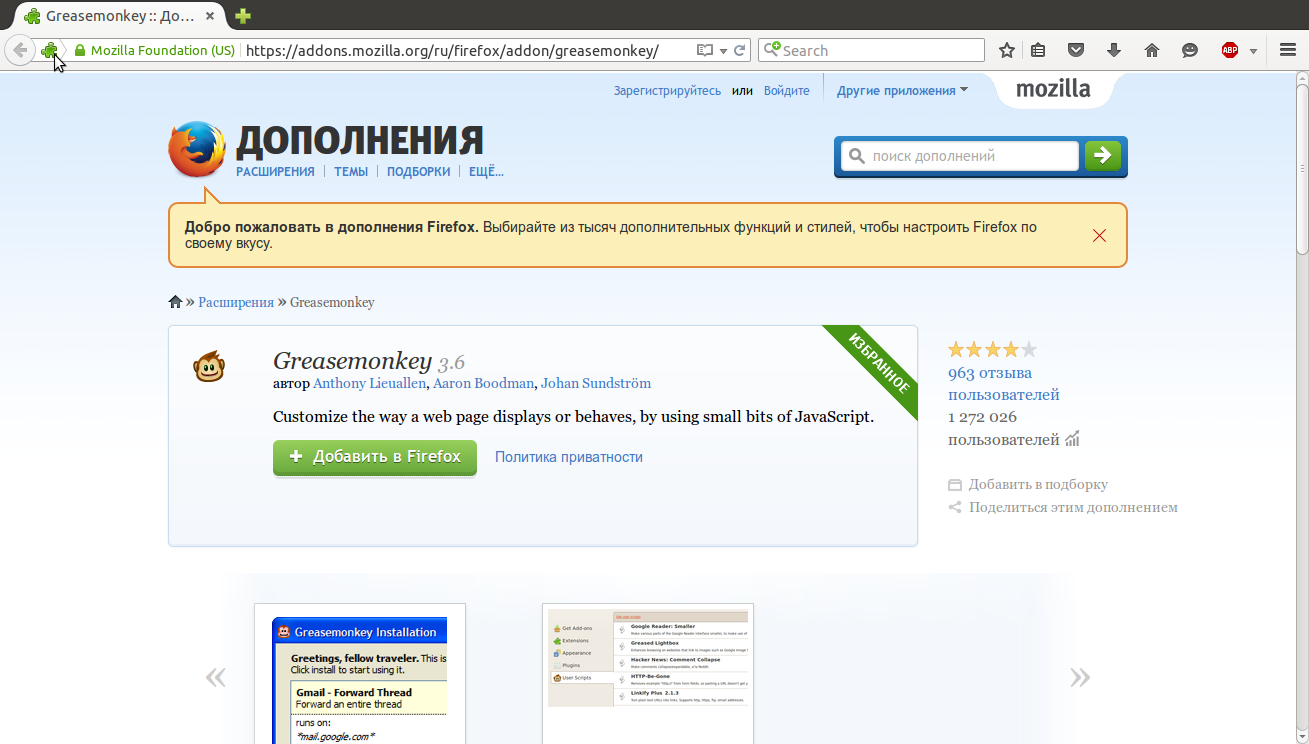 Greasemonkey :: До...
Mozilla Foundation (US)
https://addons.mozilla.org/ru/firefox/addon/greasemonkey/
Search
ABP
Зарегистрируйтесь или Войдите
Другие приложения
mozilla
ДОПОЛНЕНИЯ
РАСШИРЕНИЯ | ТЕМЫ | ПОДБОРКИ | ЕЩЁ...
поиск дополнений
Добро пожаловать в дополнения Firefox. Выбирайте из тысяч дополнительных функций и стилей, чтобы настроить Firefox по
своему вкусу.
» Расширения » Greasemonkey
Greasemonkey 3.6
автор Anthony Lieuallen, Aaron Boodman, Johan Sundström
Customize the way a web page displays or behaves, by using small bits of JavaScript.
Добавить в Firefox
Политика приватности
ИЗБРАННОЕ
963 отзыва
пользователей
1 272 026
пользователей
Добавить в подборку
Поделиться этим дополнением
«
Greasemonkey Installation
Greetings, fellow traveler. This is
Click install to start using it.
Gmail - Forward Thread
Forward an entire thread
runs on:
*mail.google.com*
Get Add-ons
Extensions
Appearance
Plugins
User Scripts
Google Reader: Smaller
Greased Lightbox
Hacker News: Comment Collapse
HTTP-Be-Gone
Linkify Plus 2.1.3
»